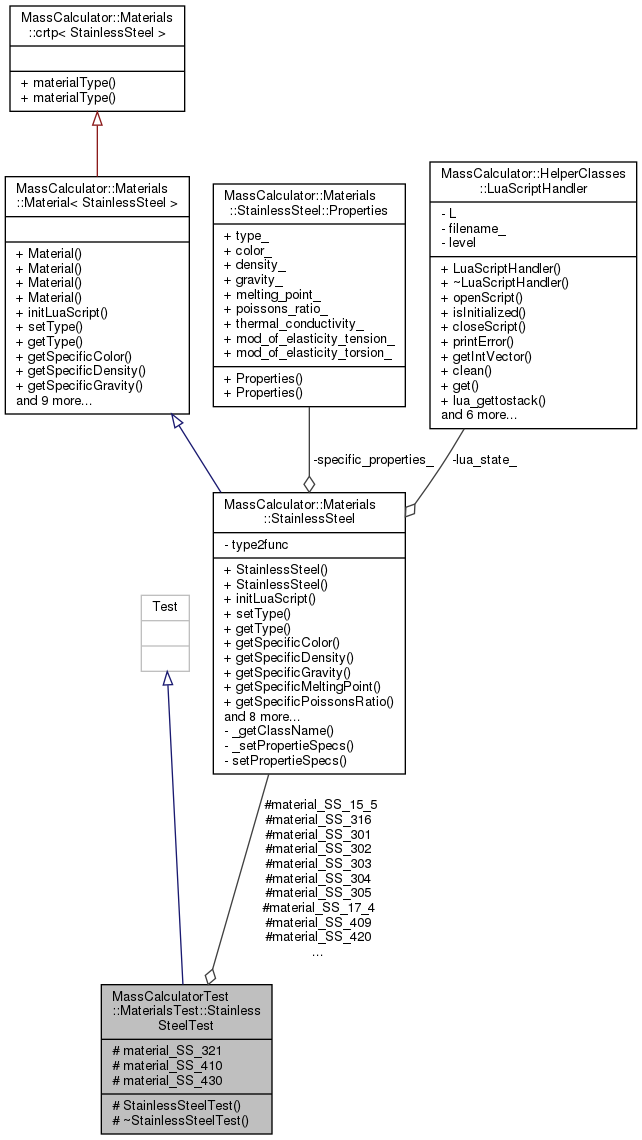 MassCalculator::Materials
::crtp< StainlessSteel >
+ materialType()
+ materialType()
MassCalculator::Materials
::Material< StainlessSteel >
+ Material()
+ Material()
+ Material()
+ Material()
+ initLuaScript()
+ setType()
+ getType()
+ getSpecificColor()
+ getSpecificDensity()
+ getSpecificGravity()
and 9 more...
MassCalculator::Materials
::StainlessSteel::Properties
+ type_
+ color_
+ density_
+ gravity_
+ melting_point_
+ poissons_ratio_
+ thermal_conductivity_
+ mod_of_elasticity_tension_
+ mod_of_elasticity_torsion_
+ Properties()
+ Properties()
MassCalculator::HelperClasses
::LuaScriptHandler
- L
- filename_
- level
+ LuaScriptHandler()
+ ~LuaScriptHandler()
+ openScript()
+ isInitialized()
+ closeScript()
+ printError()
+ getIntVector()
+ clean()
+ get()
+ lua_gettostack()
and 6 more...
-specific_properties_
-lua_state_
MassCalculator::Materials
::StainlessSteel
- type2func
+ StainlessSteel()
+ StainlessSteel()
+ initLuaScript()
+ setType()
+ getType()
+ getSpecificColor()
+ getSpecificDensity()
+ getSpecificGravity()
+ getSpecificMeltingPoint()
+ getSpecificPoissonsRatio()
and 8 more...
- _getClassName()
- _setPropertieSpecs()
- setPropertieSpecs()
Test
#material_SS_15_5
#material_SS_316
#material_SS_301
#material_SS_302
#material_SS_303
#material_SS_304
#material_SS_305
#material_SS_17_4
#material_SS_409
#material_SS_420
...
MassCalculatorTest
::MaterialsTest::Stainless
SteelTest
# material_SS_321
# material_SS_410
# material_SS_430
# StainlessSteelTest()
# ~StainlessSteelTest()